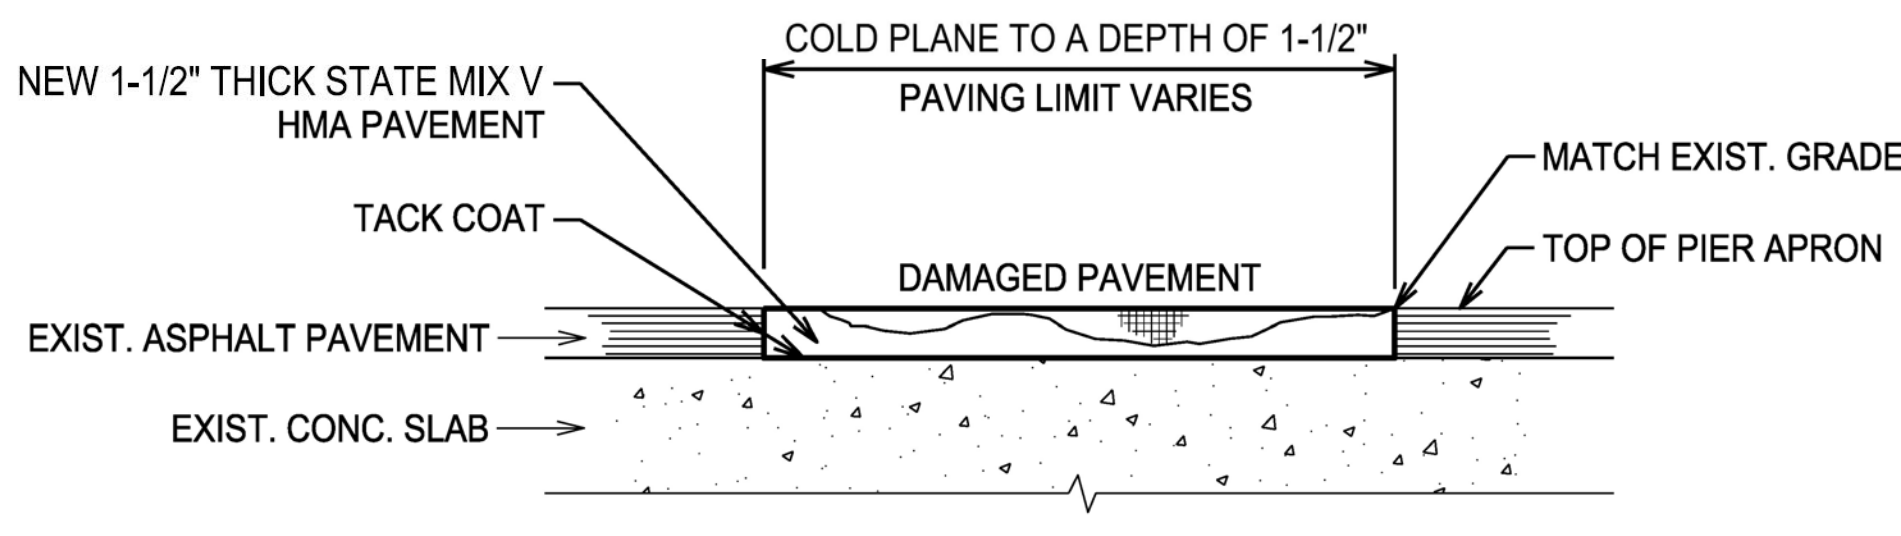 COLD PLANE TO A DEPTH OF 1-1/2"
NEW 1-1/2" THICK STATE MIX V
HMA PAVEMENT
PAVING LIMIT VARIES
MATCH EXIST. GRADE
TACK COAT
TOP OF PIER APRON
DAMAGED PAVEMENT
EXIST. ASPHALT PAVEMENT
EXIST. CONC. SLAB